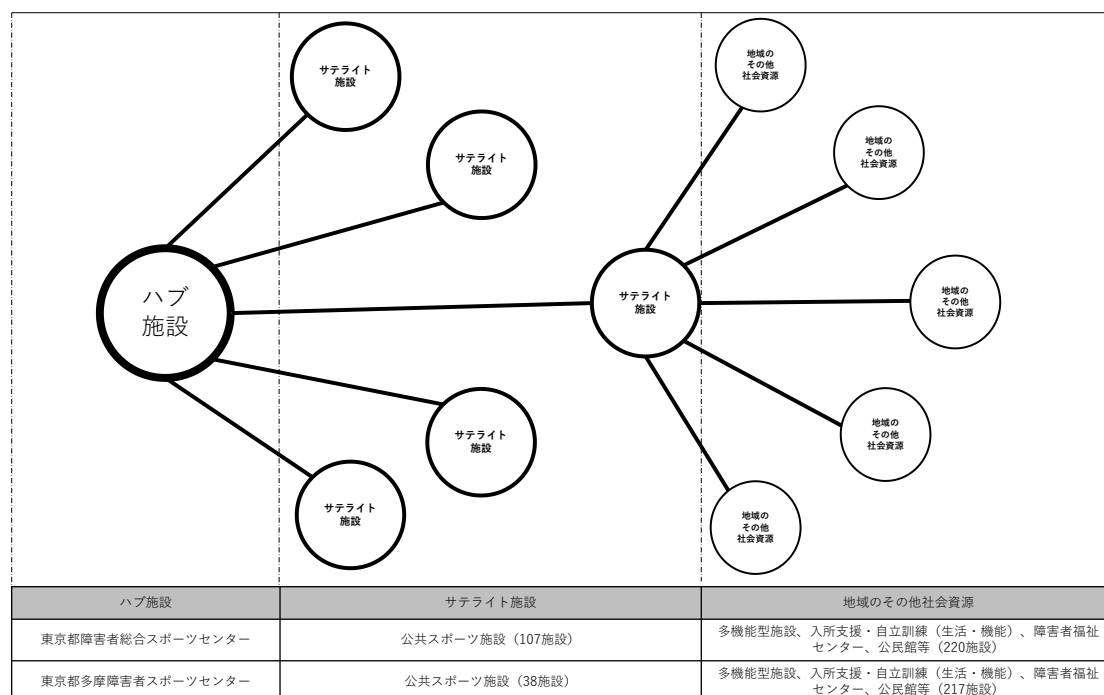 サテライト
施設
サテライト
施設
ハブ
施設
サテライト
施設
サテライト
施設
サテライト
施設
地域の
その他
社会資源
地域の
その他
社会資源
地域の
その他
社会資源
地域の
その他
社会資源
地域の
その他
社会資源
ハブ施設 サテライト施設 地域のその他社会資源
東京都障害者総合スポーツセンター 公共スポーツ施設（107施設） 多機能型施設、入所支援・自立訓練（生活・機能）、障害者福祉
センター、公民館等（220施設）
東京都多摩障害者スポーツセンター 公共スポーツ施設（38施設） 多機能型施設、入所支援・自立訓練（生活・機能）、障害者福祉
センター、公民館等（217施設）